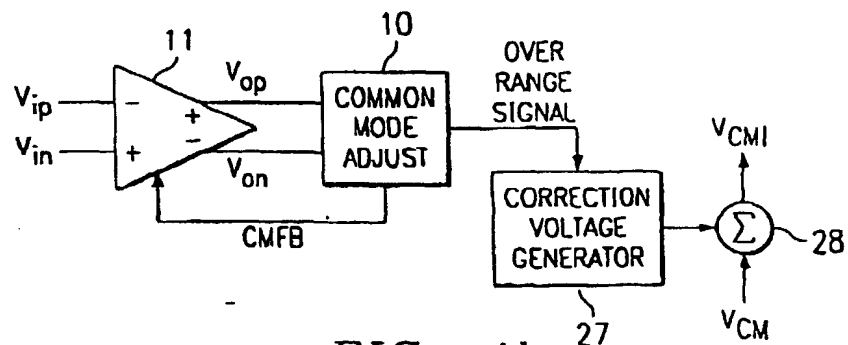 11
10
V_ip
V_in
−
+
+
−
V_op
V_on
COMMON
MODE
ADJUST
CMFB
OVER
RANGE
SIGNAL
CORRECTION
VOLTAGE
GENERATOR
27
V_CMI
Σ
28
V_CM